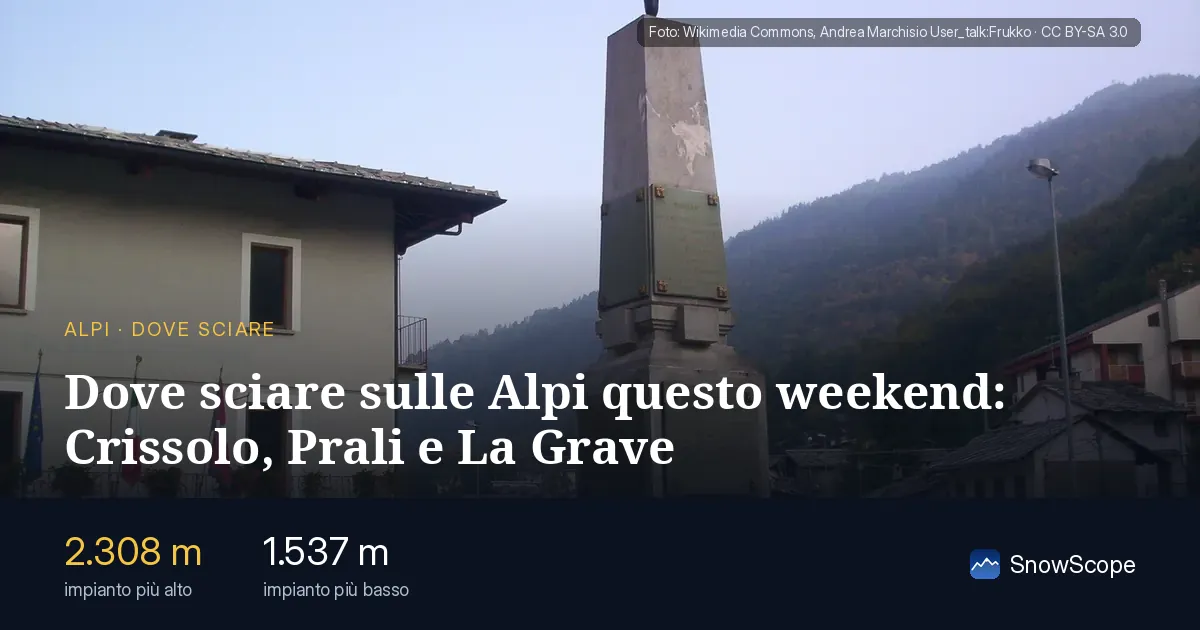 Foto: Wikimedia Commons, Andrea Marchisio User_talk:Frukko · CC BY-SA 3.0
ALPI · DOVE SCIARE
Dove sciare sulle Alpi questo weekend:
Crissolo, Prali e La Grave
2.308 m
1.537 m
impianto più alto
impianto più basso
SnowScope